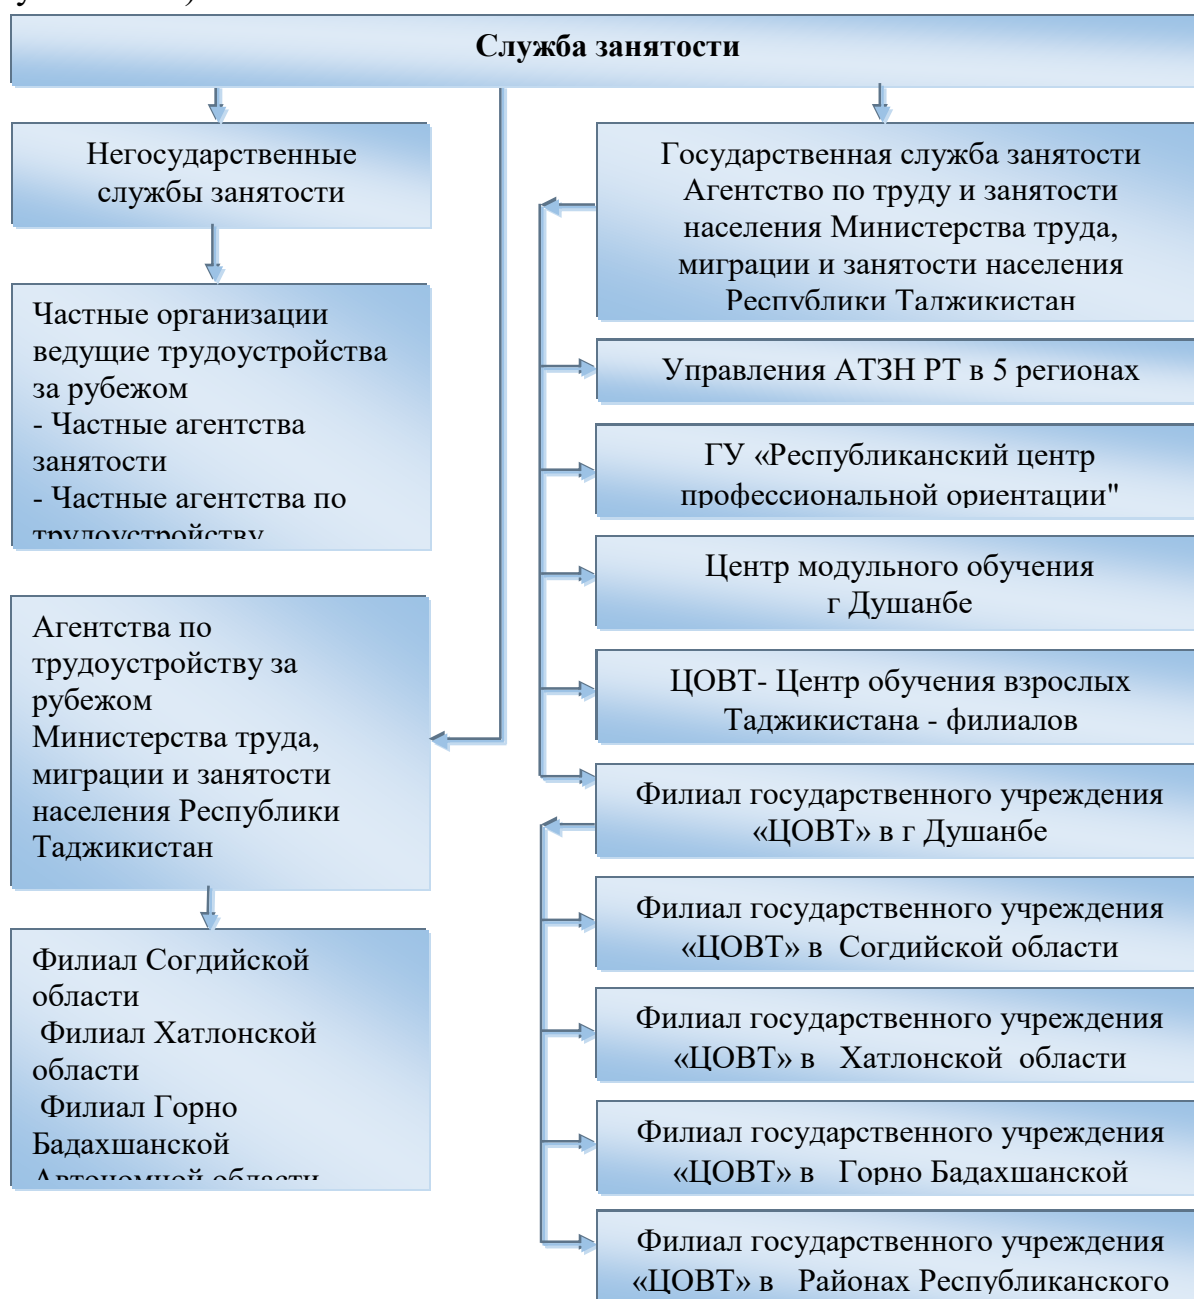 Служба занятости
Негосударственные
службы занятости
Частные организации
ведущие трудоустройства
за рубежом
- Частные агентства
занятости
- Частные агентства по
трудоустройству
Агентства по
трудоустройству за
рубежом
Министерства труда,
миграции и занятости
населения Республики
Таджикистан
Филиал Согдийской
области
Филиал Хатлонской
области
Филиал Горно
Бадахшанской
Автономной области
Государственная служба занятости
Агентство по труду и занятости
населения Министерства труда,
миграции и занятости населения
Республики Таджикистан
Управления АТЗН РТ в 5 регионах
ГУ «Республиканский центр
профессиональной ориентации"
Центр модульного обучения
г Душанбе
ЦОВТ- Центр обучения взрослых
Таджикистана - филиалов
Филиал государственного учреждения
«ЦОВТ» в г Душанбе
Филиал государственного учреждения
«ЦОВТ» в Согдийской области
Филиал государственного учреждения
«ЦОВТ» в Хатлонской области
Филиал государственного учреждения
«ЦОВТ» в Горно Бадахшанской
Филиал государственного учреждения
«ЦОВТ» в Районах Республиканского